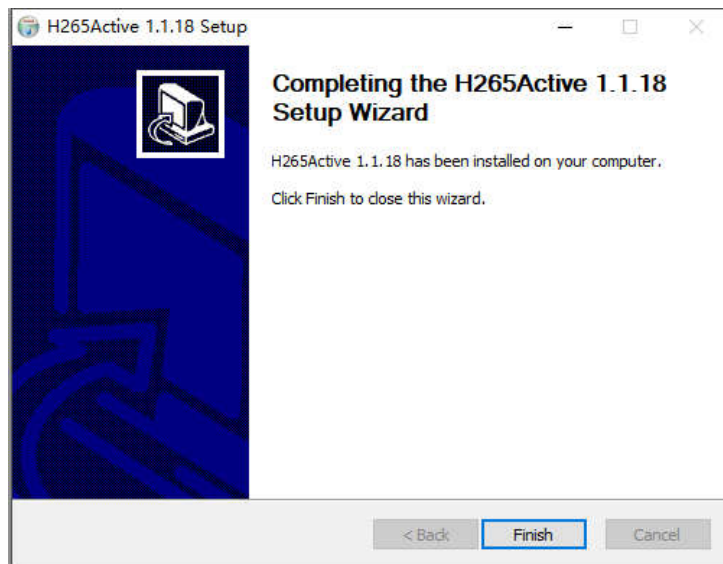 H265Active 1.1.18 Setup
Completing the H265Active 1.1.18
Setup Wizard
H265Active 1.1.18 has been installed on your computer.
Click Finish to close this wizard.
< Back
Finish
Cancel